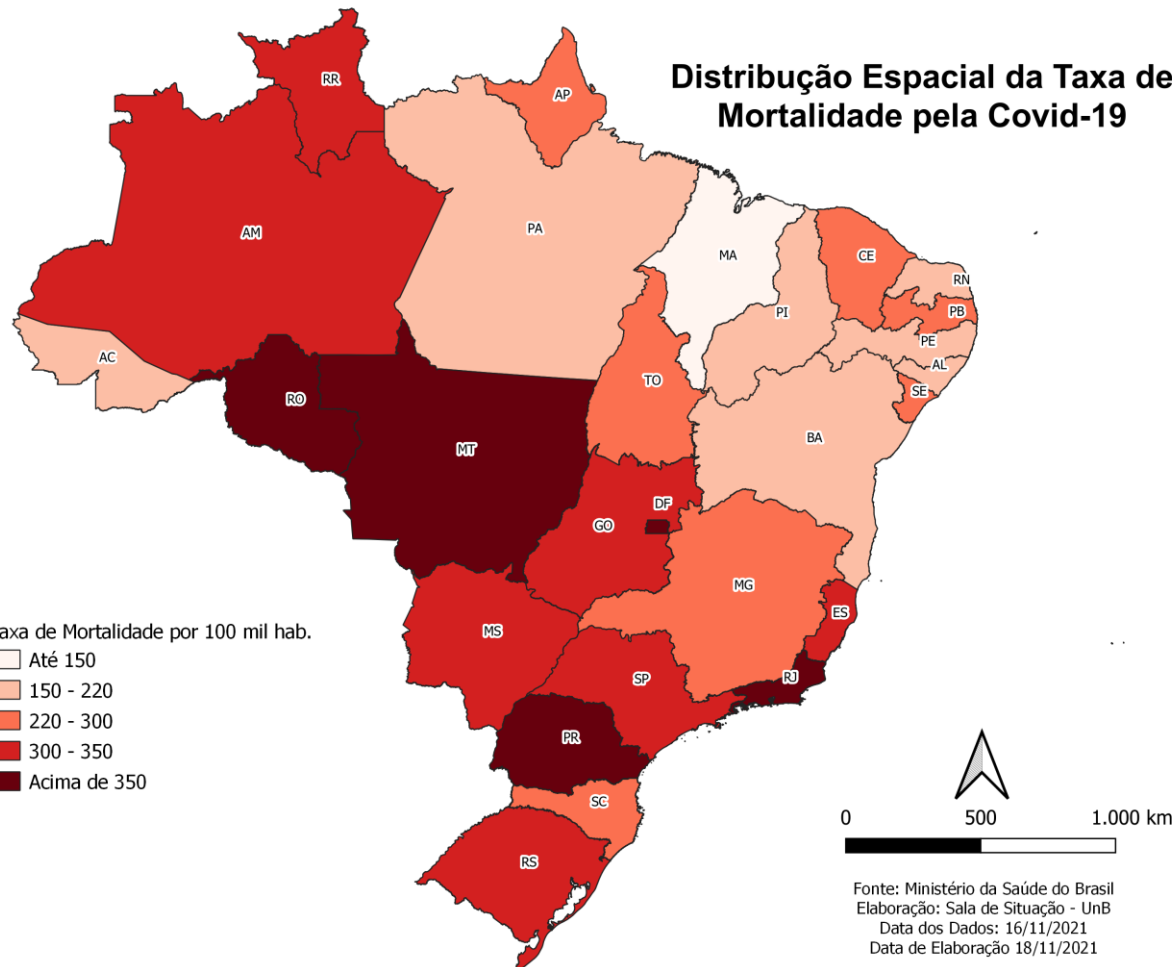 Distribução Espacial da Taxa de
Mortalidade pela Covid-19
RR
AP
AM
PA
MA
CE
RN
PI
PB
PE
AC
AL
TO
SE
RO
BA
MT
DF
GO
MG
ES
MS
SP
RJ
PR
SC
RS
axa de Mortalidade por 100 mil hab.
Até 150
150 - 220
220 - 300
300 - 350
Acima de 350
0 500 1.000 km
Fonte: Ministério da Saúde do Brasil
Elaboração: Sala de Situação - UnB
Data dos Dados: 16/11/2021
Data de Elaboração 18/11/2021